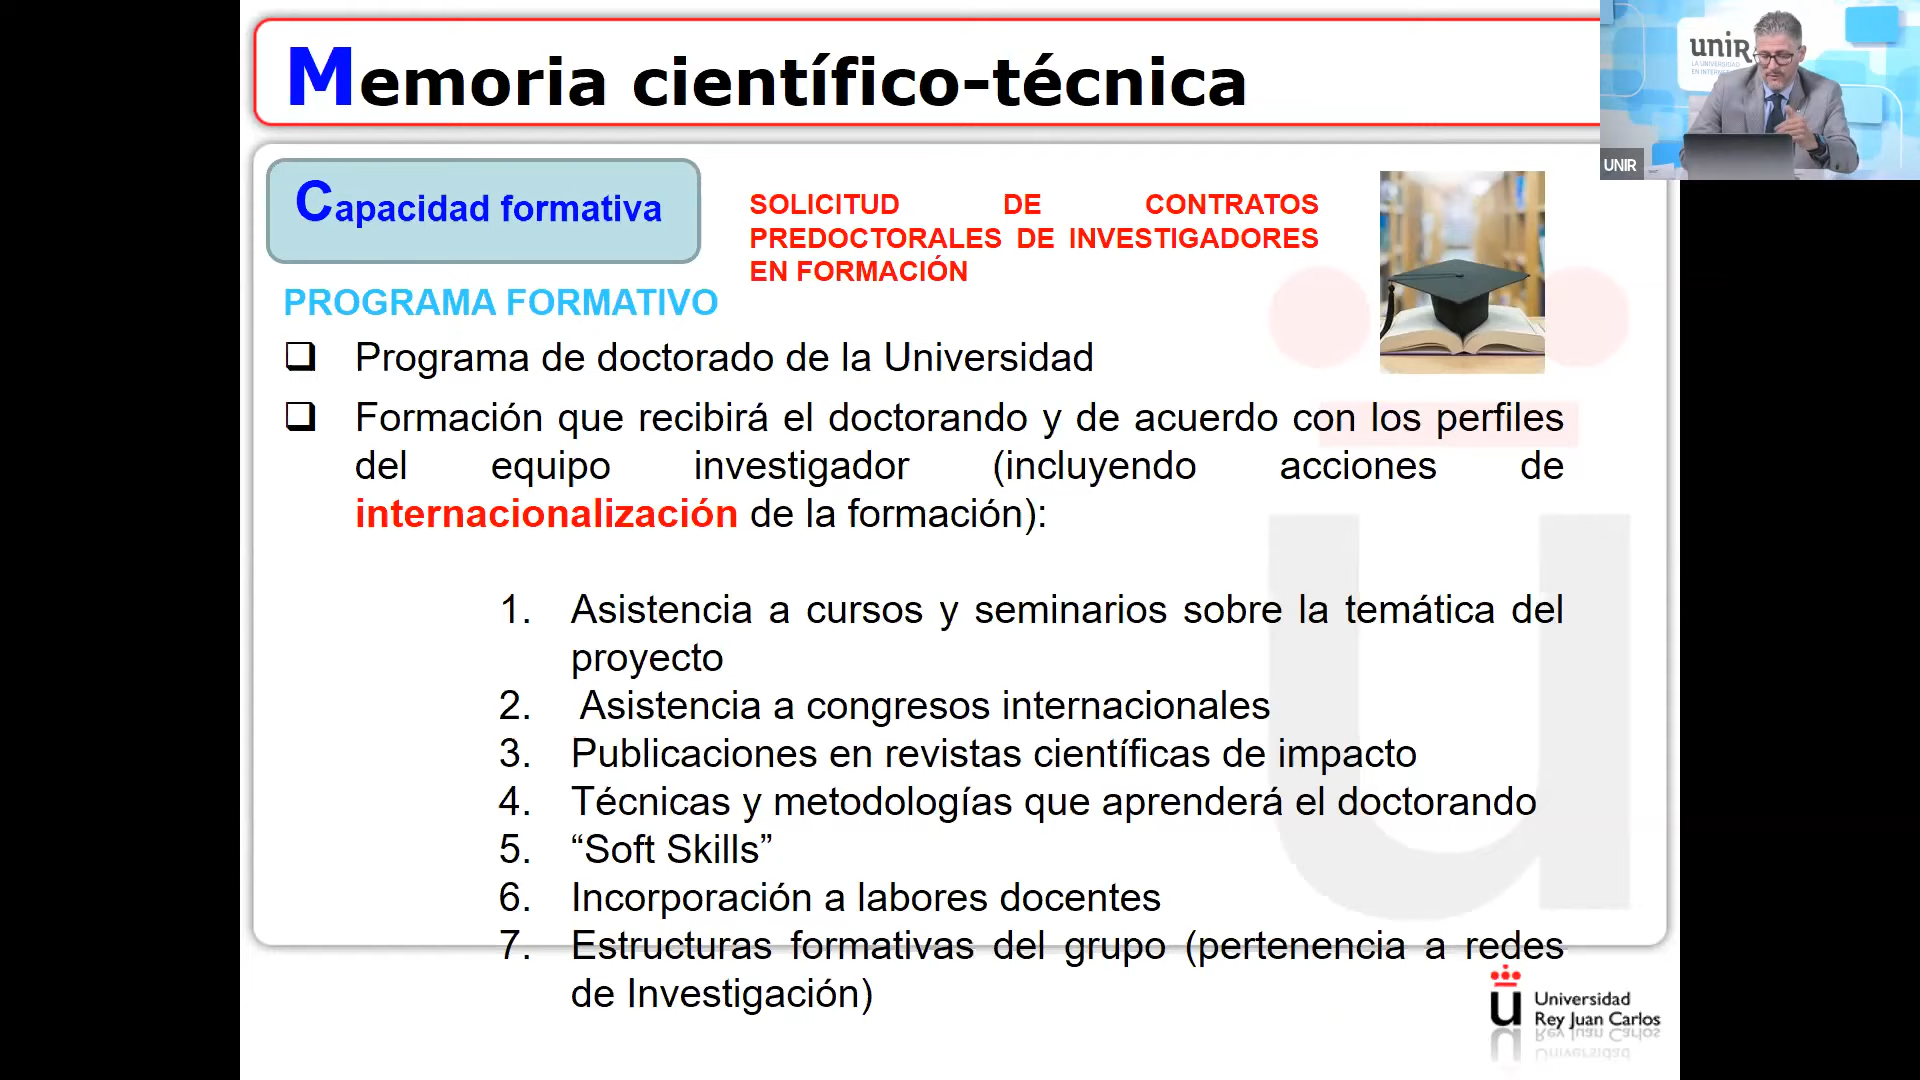 Memoria científico-técnica
unir
LA UNIVERSIDAD
EN INTERNET
UNIR
Capacidad formativa
SOLICITUD DE CONTRATOS
PREDOCTORALES DE INVESTIGADORES
EN FORMACIÓN
PROGRAMA FORMATIVO
❑ Programa de doctorado de la Universidad
❑ Formación que recibirá el doctorando y de acuerdo con los perfiles
del equipo investigador (incluyendo acciones de
internacionalización de la formación):
1. Asistencia a cursos y seminarios sobre la temática del
proyecto
2. Asistencia a congresos internacionales
3. Publicaciones en revistas científicas de impacto
4. Técnicas y metodologías que aprenderá el doctorando
5. “Soft Skills”
6. Incorporación a labores docentes
7. Estructuras formativas del grupo (pertenencia a redes
de Investigación)
u
Universidad
Rey Juan Carlos